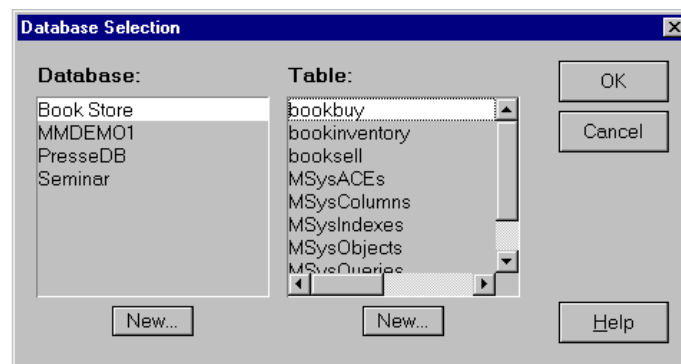 Database Selection
Database:
Table:
Book Store
MMDEMO1
PresseDB
Seminar
bookbuy
bookinventory
booksell
MSysACEs
MSysColumns
MSysIndexes
MSysObjects
MSysQueries
New...
New...
OK
Cancel
Help